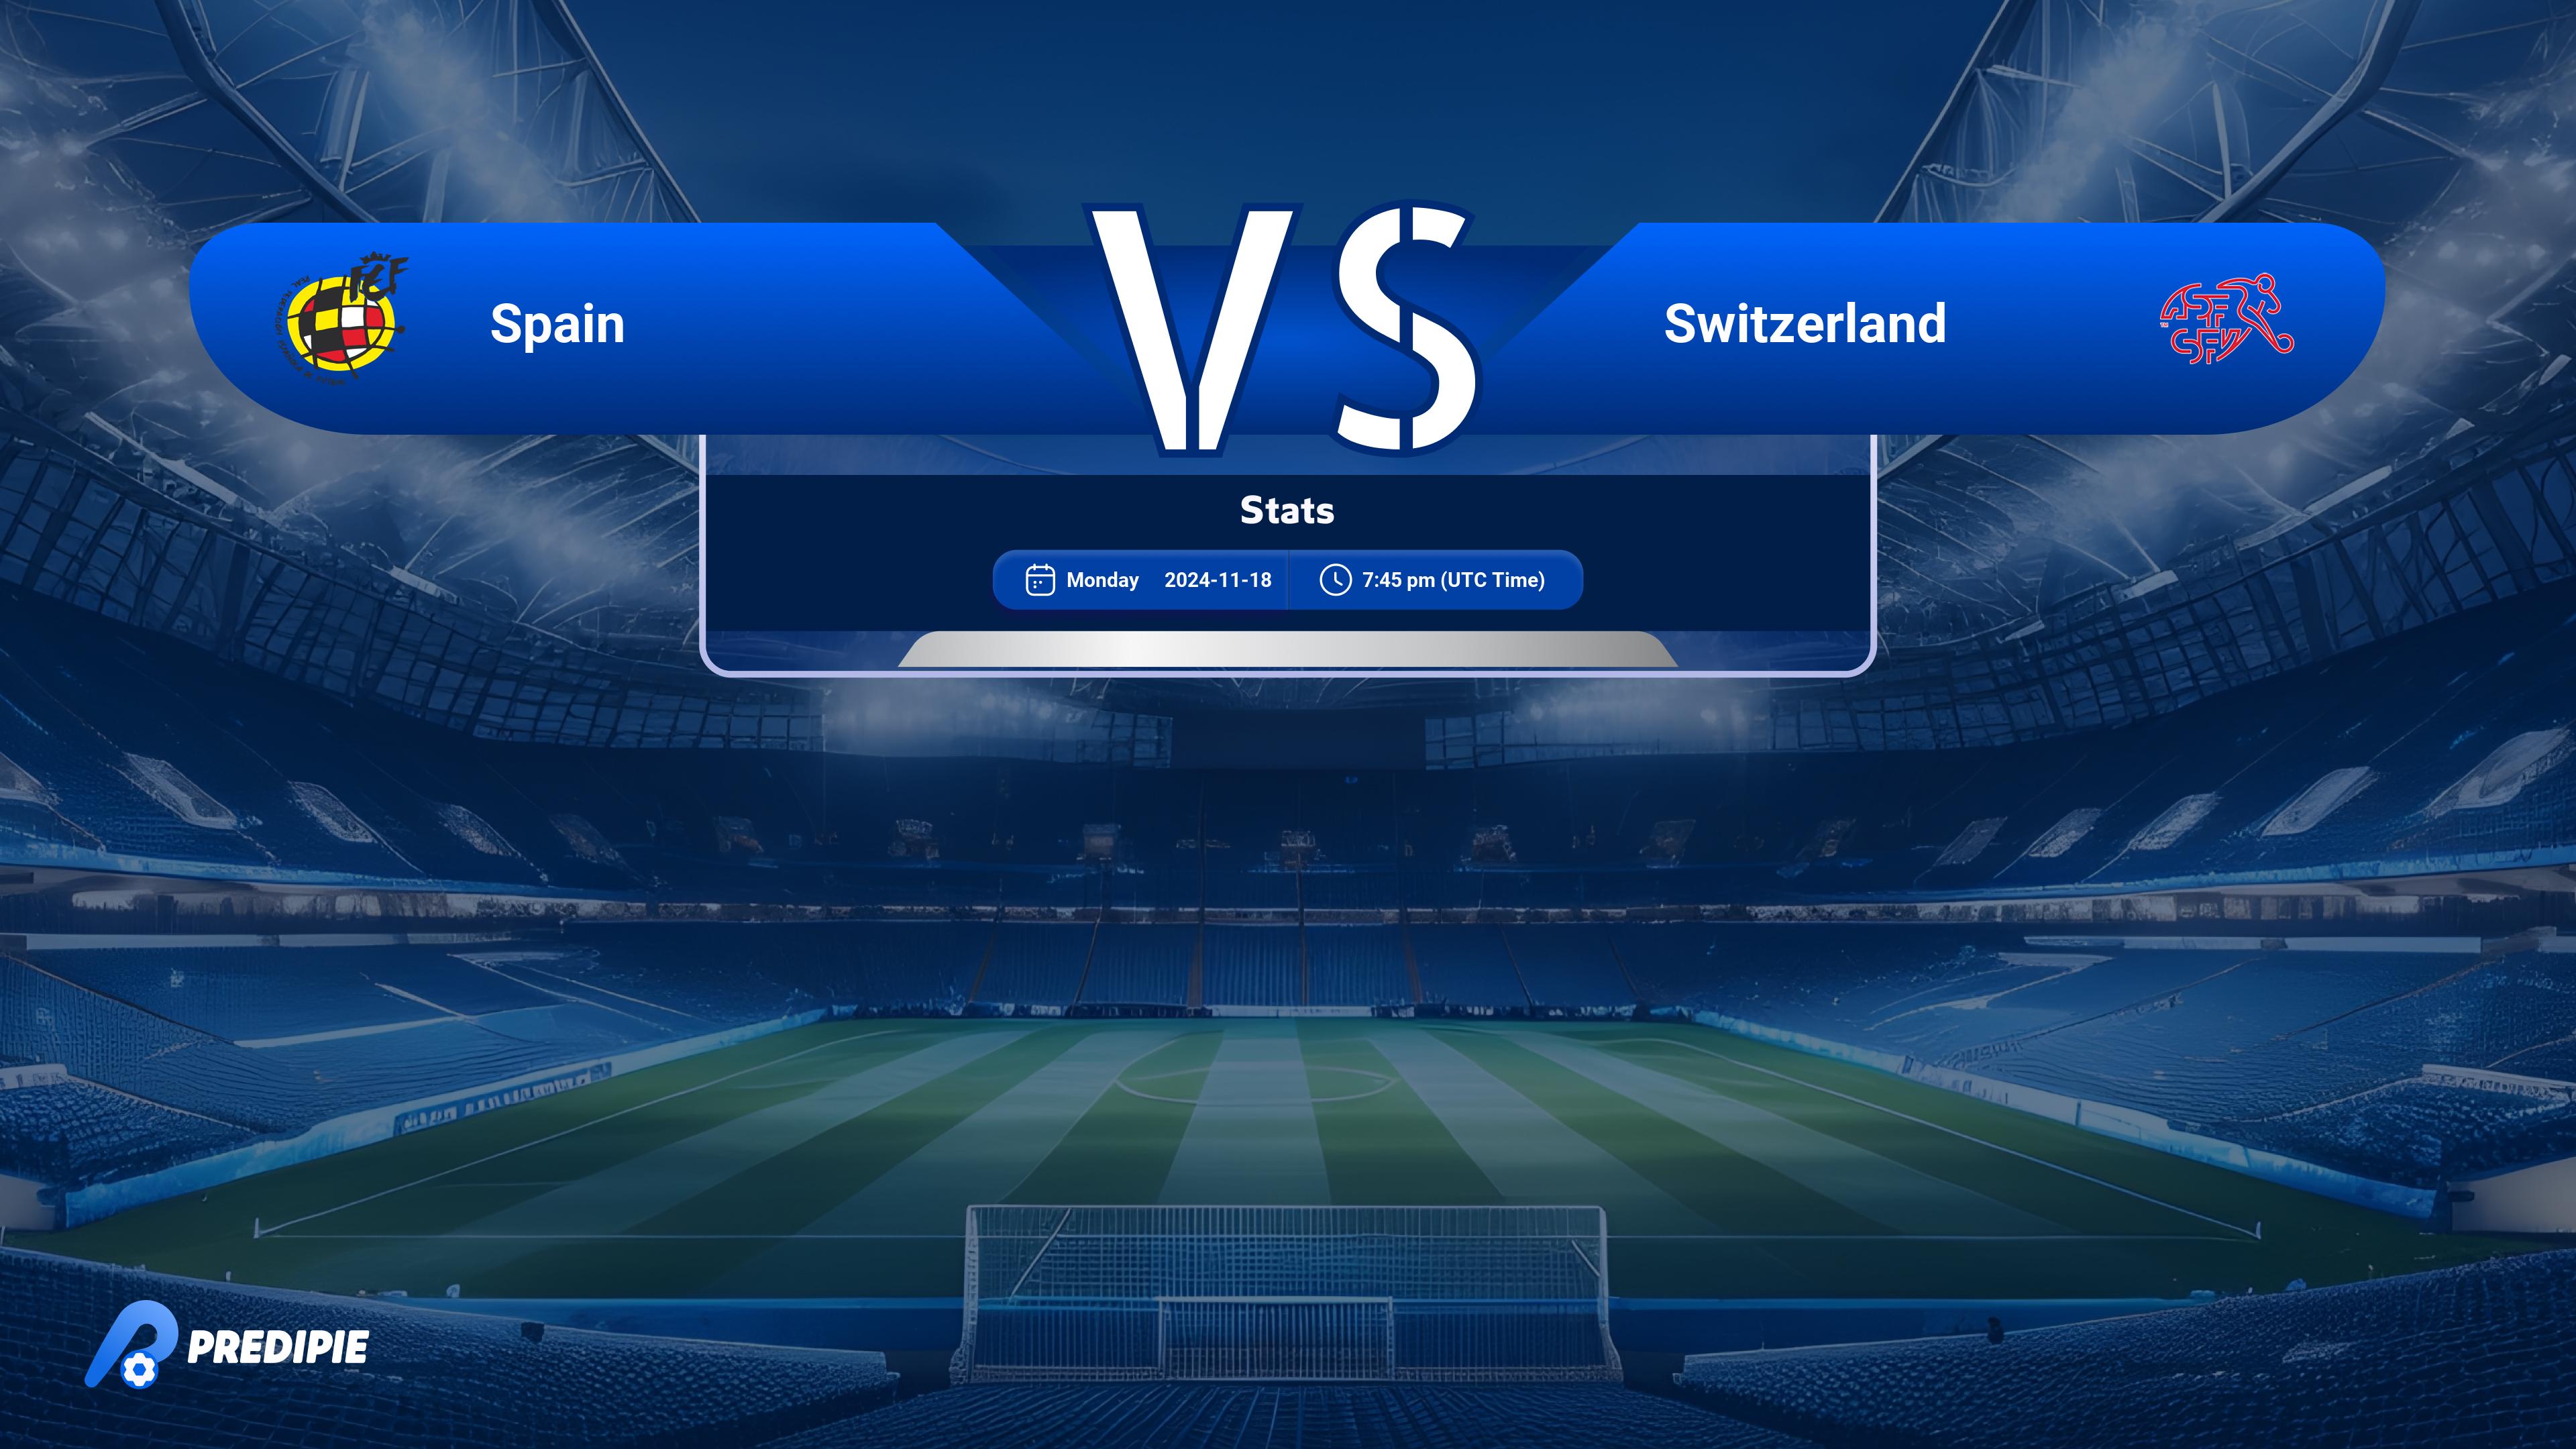 Spain
VS
Switzerland
Stats
Monday 2024-11-18 7:45 pm (UTC Time)
PREDIPIE